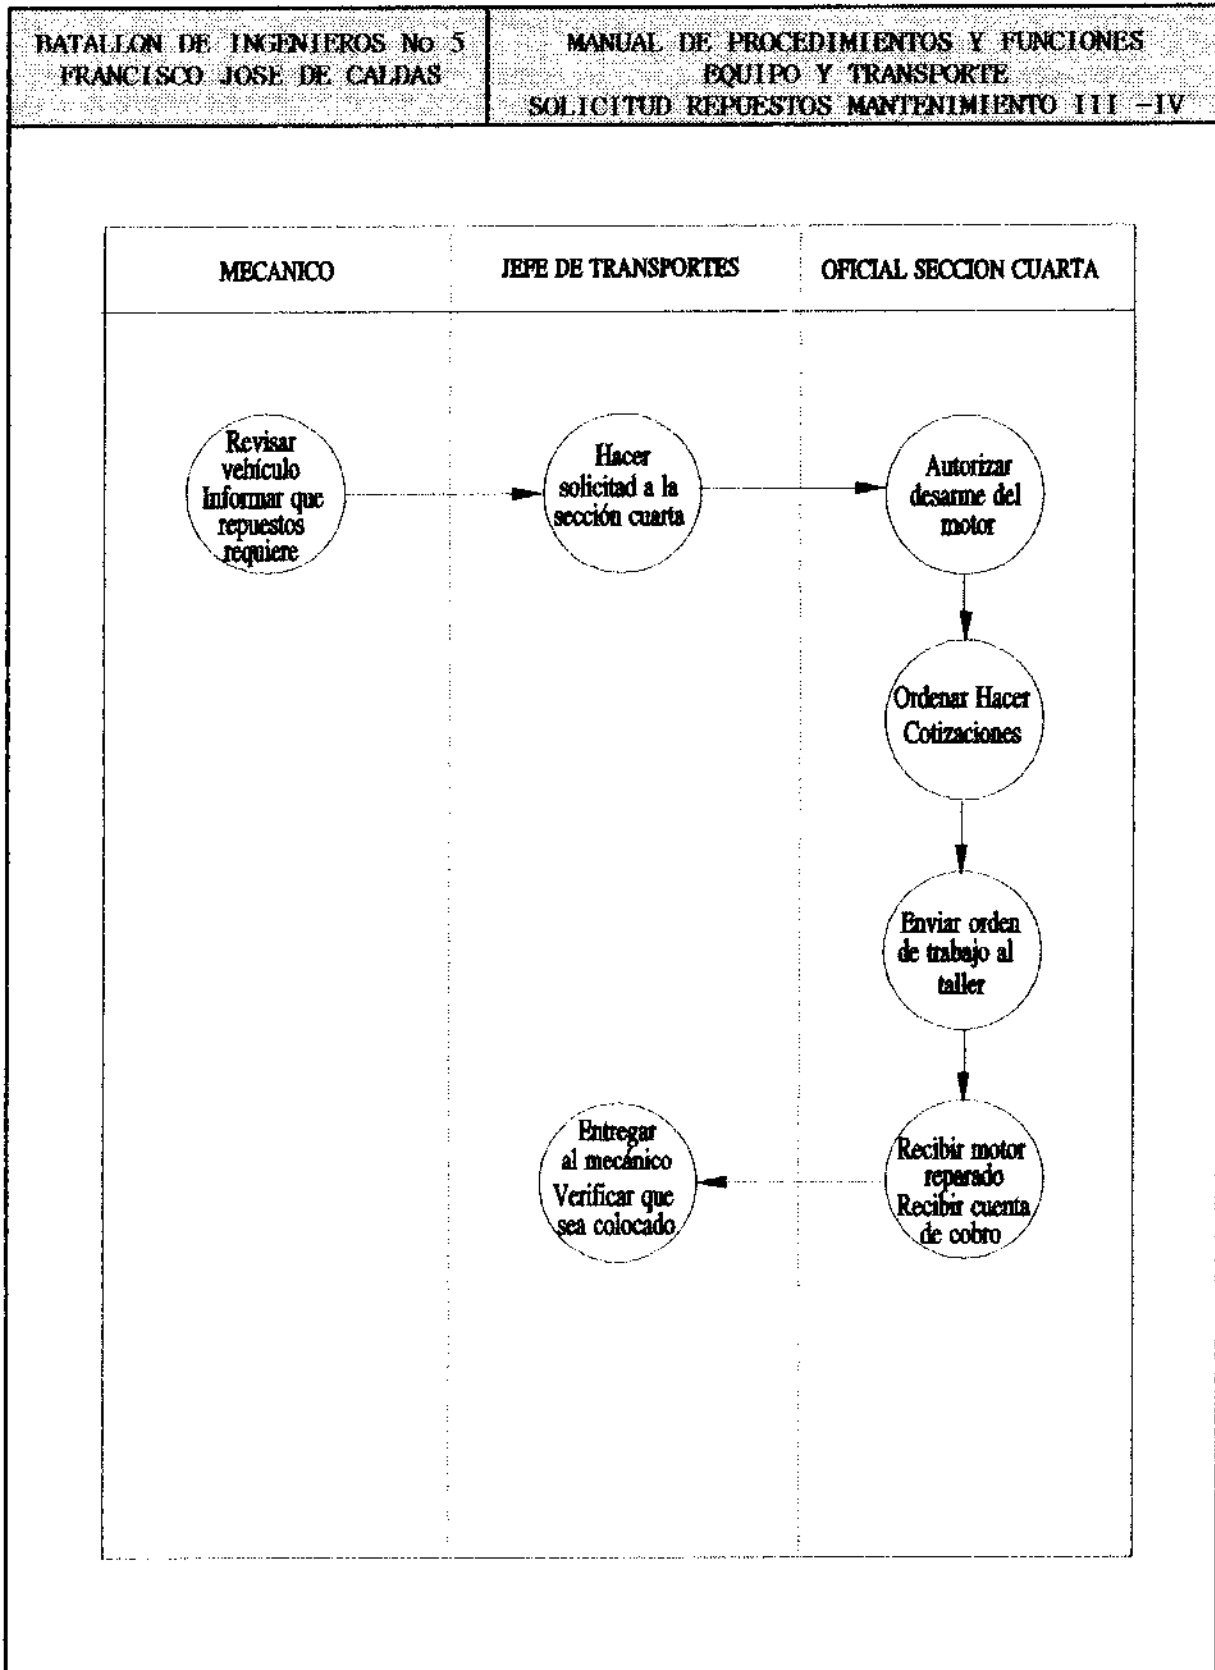 BATALLON DE INGENIEROS No 5
FRANCISCO JOSE DE CALDAS
MANUAL DE PROCEDIMIENTOS Y FUNCIONES
EQUIPO Y TRANSPORTE
SOLICITUD REPUESTOS MANTENIMIENTO III -IV
MECANICO
JEFE DE TRANSPORTES
OFICIAL SECCION CUARTA
Revisar
vehículo
Informar que
repuestos
requiere
Hacer
solicitad a la
sección cuarta
Autorizar
desarme del
motor
Ordenar Hacer
Cotizaciones
Enviar orden
de trabajo al
taller
Recibir motor
reparado
Recibir cuenta
de cobro
Entregar
al mecánico
Verificar que
sea colocado